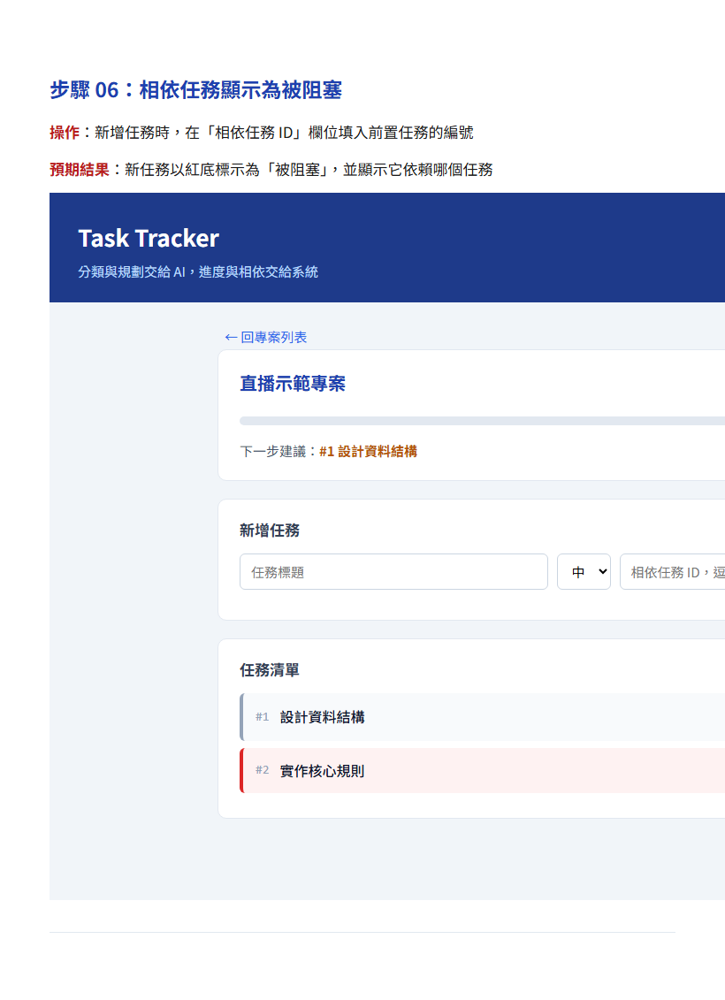 步驟 06：相依任務顯示為被阻塞
操作：新增任務時，在「相依任務 ID」欄位填入前置任務的編號
預期結果：新任務以紅底標示為「被阻塞」，並顯示它依賴哪個任務
Task Tracker
分類與規劃交給 AI，進度與相依交給系統
← 回專案列表
直播示範專案
下一步建議：#1 設計資料結構
新增任務
任務標題 中 相依任務 ID，逗
任務清單
#1 設計資料結構
#2 實作核心規則